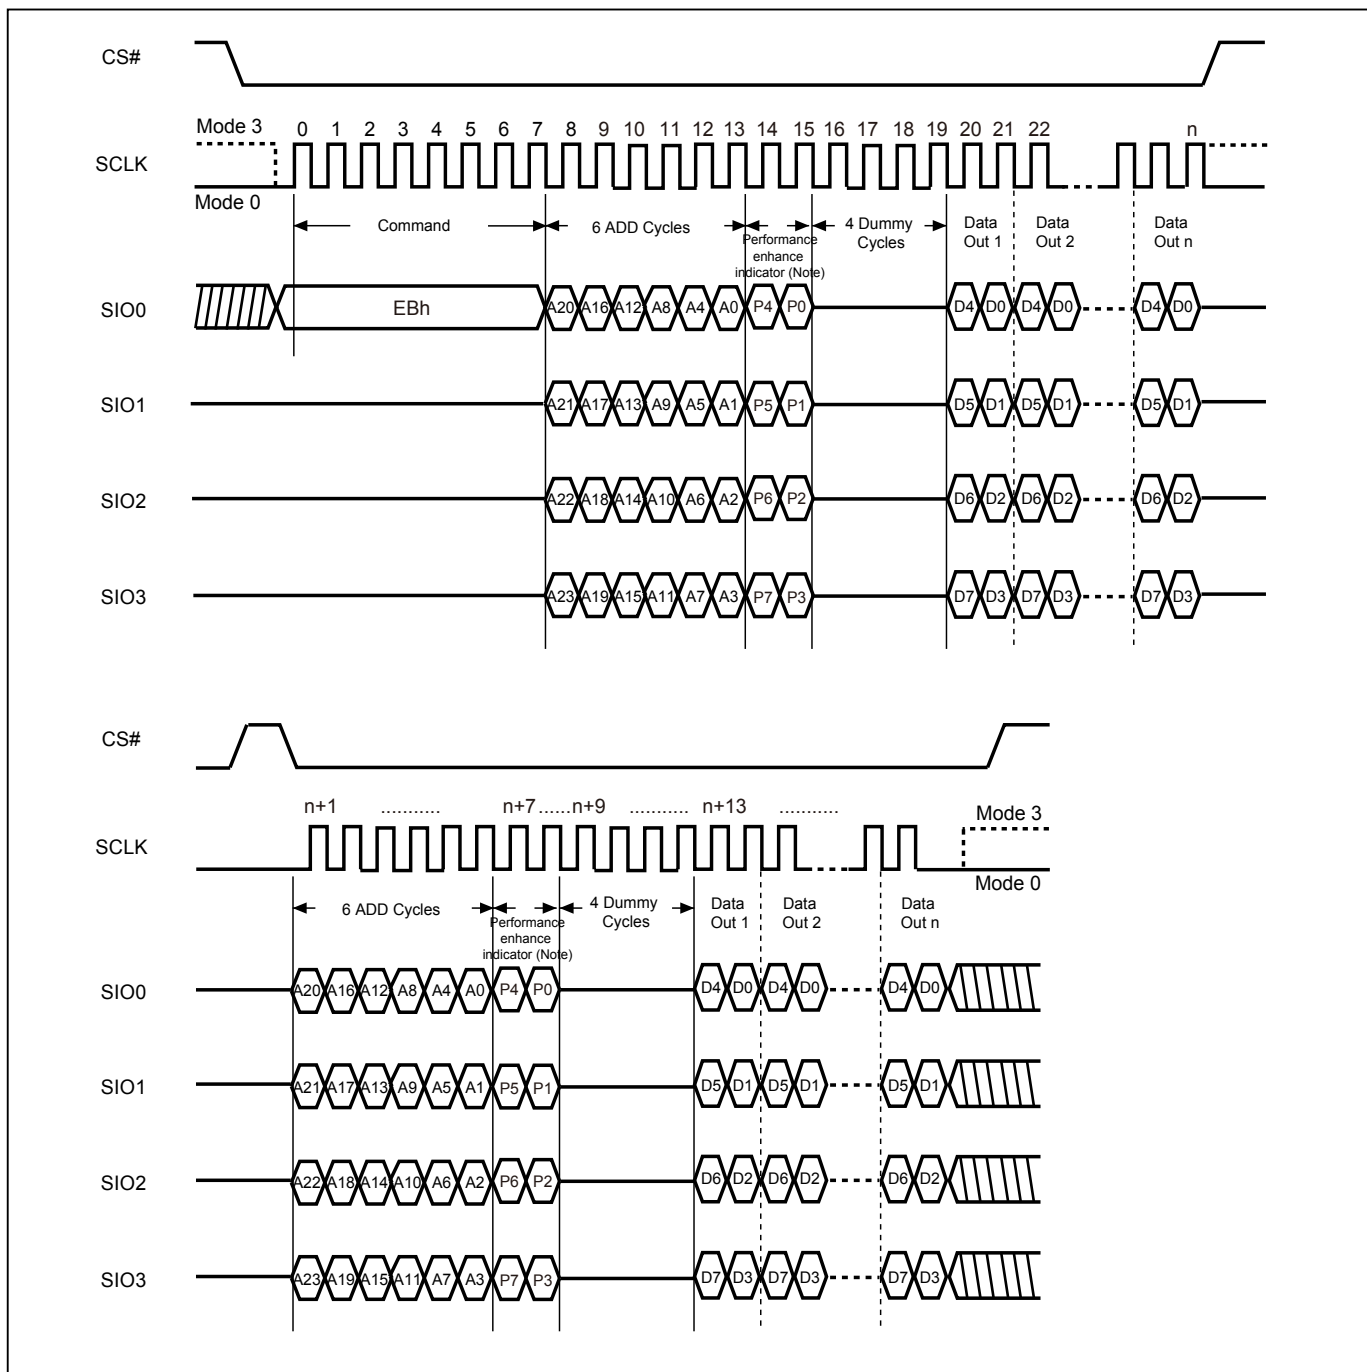 CS#
Mode 3
0 1 2 3 4 5 6 7 8 9 10 11 12 13 14 15 16 17 18 19 20 21 22 n
SCLK
Mode 0
Command
6 ADD Cycles
Performance
enhance
indicator (Note)
4 Dummy
Cycles
Data
Out 1
Data
Out 2
Data
Out n
SIO0 EBh A20 A16 A12 A8 A4 A0 P4 P0 D4 D0 D4 D0 D4 D0
SIO1 A21 A17 A13 A9 A5 A1 P5 P1 D5 D1 D5 D1 D5 D1
SIO2 A22 A18 A14 A10 A6 A2 P6 P2 D6 D2 D6 D2 D6 D2
SIO3 A23 A19 A15 A11 A7 A3 P7 P3 D7 D3 D7 D3 D7 D3
CS#
n+1 ........... n+7 ......n+9 ........... n+13 ...........
Mode 3
SCLK
Mode 0
6 ADD Cycles
Performance
enhance
indicator (Note)
4 Dummy
Cycles
Data
Out 1
Data
Out 2
Data
Out n
SIO0 A20 A16 A12 A8 A4 A0 P4 P0 D4 D0 D4 D0 D4 D0
SIO1 A21 A17 A13 A9 A5 A1 P5 P1 D5 D1 D5 D1 D5 D1
SIO2 A22 A18 A14 A10 A6 A2 P6 P2 D6 D2 D6 D2 D6 D2
SIO3 A23 A19 A15 A11 A7 A3 P7 P3 D7 D3 D7 D3 D7 D3